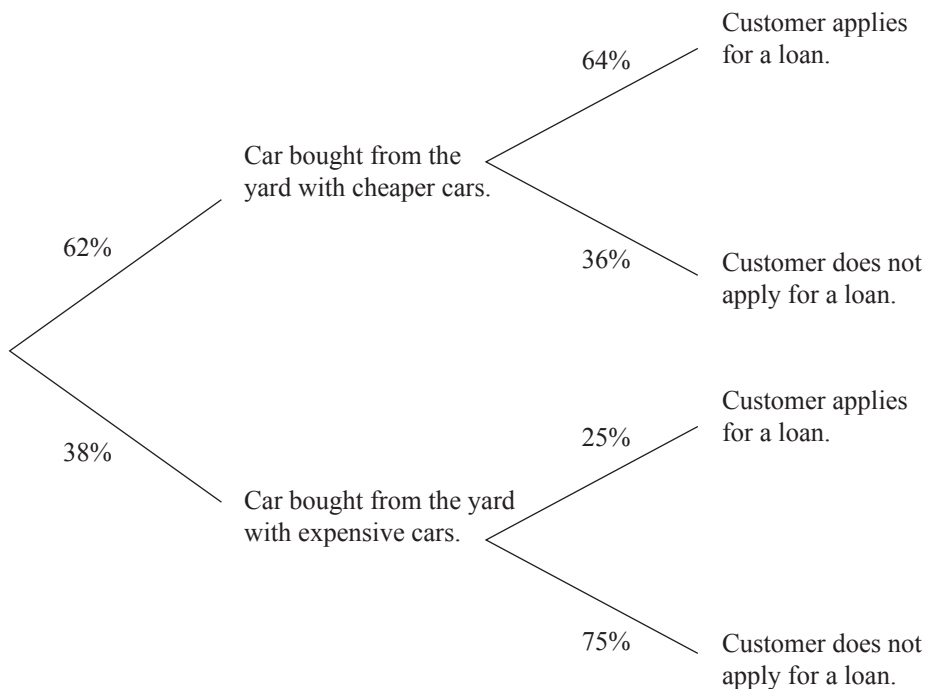 Customer applies
for a loan.
64%
Car bought from the
yard with cheaper cars.
62%
36%
Customer does not
apply for a loan.
Customer applies
for a loan.
25%
38%
Car bought from the yard
with expensive cars.
75%
Customer does not
apply for a loan.